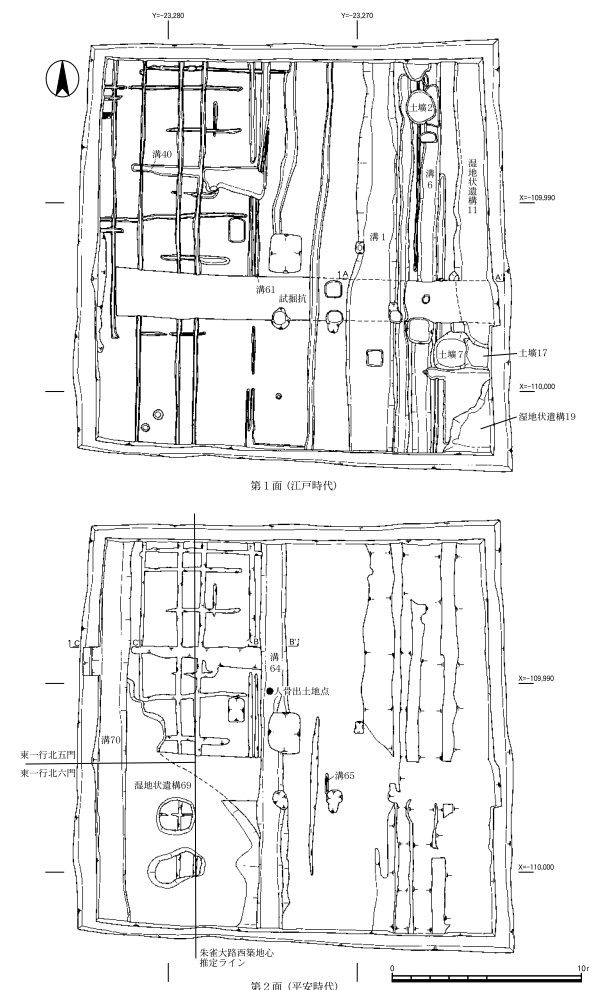 Y=-23,280
Y=-23,270
土壙2
溝40
溝
6
湿
地
状
遺
構
11
X=-109,990
溝1
1A
A'
溝61
試掘抗
土壙7
土壙17
X=-110,000
湿地状遺構19
第1面（江戸時代）
1C
C'1
B
B'2
溝
64
X=-109,990
人骨出土地点
溝70
東一行北五門
東一行北六門
湿地状遺構69
溝65
X=-110,000
朱雀大路西築地心
推定ライン
0
10m
第2面（平安時代）